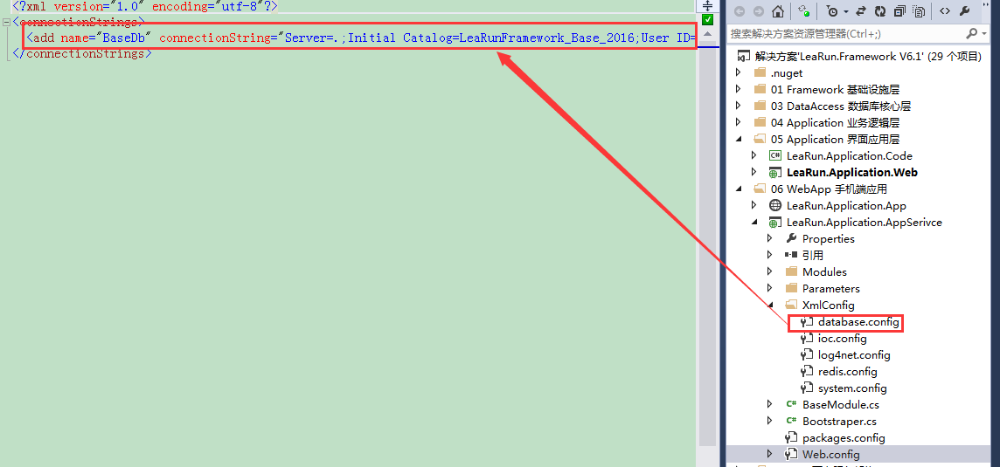 <?xml version="1.0" encoding="utf-8"?>
<connectionStrings>
<add name="BaseDb" connectionString="Server=.;Initial Catalog=LeaRunFramework_Base_2016;User ID=
</connectionStrings>
搜索解决方案资源管理器(Ctrl+;)
解决方案'LeaRun.Framework V6.1' (29 个项目)
.nuget
01 Framework 基础设施层
03 DataAccess 数据库核心层
04 Application 业务逻辑层
05 Application 界面应用层
C# LeaRun.Application.Code
LeaRun.Application.Web
06 WebApp 手机端应用
LeaRun.Application.App
LeaRun.Application.AppSerivce
Properties
引用
Modules
Parameters
XmlConfig
database.config
ioc.config
log4net.config
redis.config
system.config
C# BaseModule.cs
C# Bootstraper.cs
packages.config
Web.config